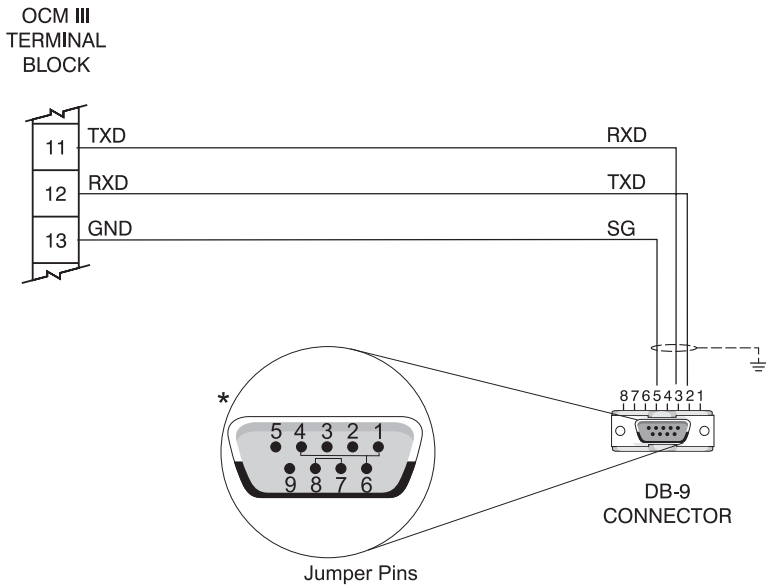 OCM III
TERMINAL
BLOCK
11 TXD RXD
12 RXD TXD
13 GND SG
87654321
*
5 4 3 2 1
9 8 7 6
DB-9
CONNECTOR
Jumper Pins